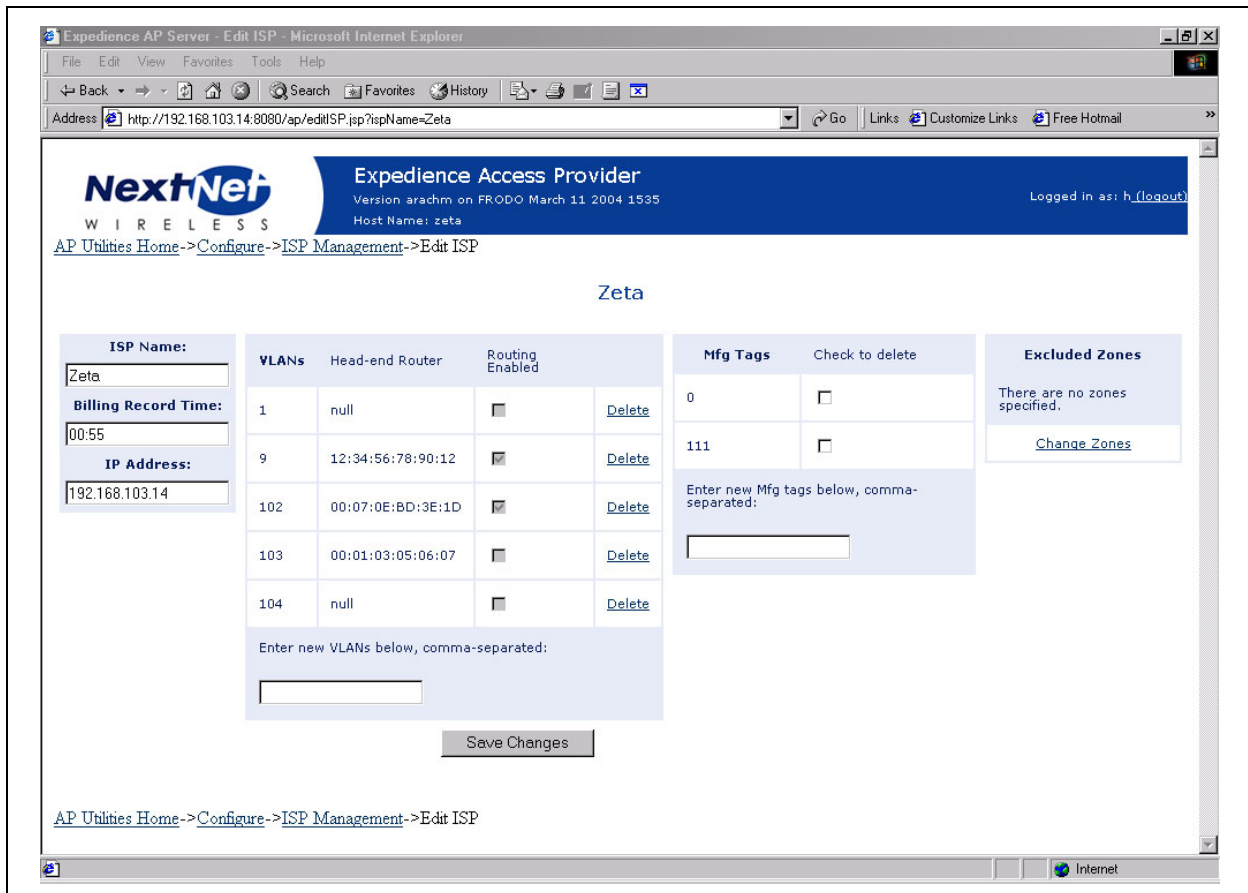 Expedience AP Server - Edit ISP - Microsoft Internet Explorer
File Edit View Favorites Tools Help
Back Search Favorites History
Address http://192.168.103.14:8080/ap/editISP.jsp?ispName=Zeta Go Links Customize Links Free Hotmail »
NextNet
WIRELESS
Expedience Access Provider
Version arachm on FRODO March 11 2004 1535
Host Name: zeta
Logged in as: h (logout)
AP Utilities Home->Configure->ISP Management->Edit ISP
Zeta
ISP Name:
Zeta
Billing Record Time:
00:55
IP Address:
192.168.103.14
VLANs Head-end Router Routing
Enabled
1 null Delete
9 12:34:56:78:90:12 Delete
102 00:07:0E:BD:3E:1D Delete
103 00:01:03:05:06:07 Delete
104 null Delete
Enter new VLANs below, comma-separated:
Mfg Tags Check to delete
0
111
Enter new Mfg tags below, comma-
separated:
Excluded Zones
There are no zones
specified.
Change Zones
Save Changes
AP Utilities Home->Configure->ISP Management->Edit ISP
Internet